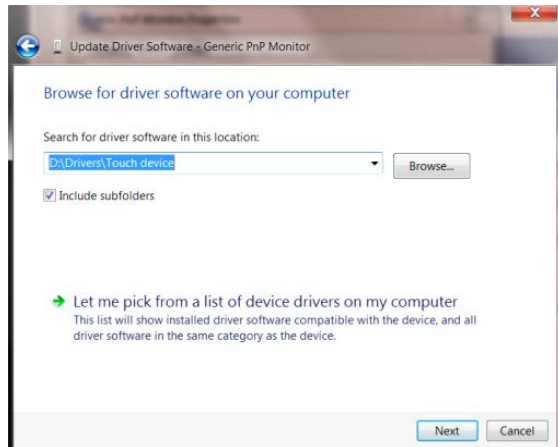 Update Driver Software - Generic PnP Monitor
Browse for driver software on your computer
Search for driver software in this location:
D:\Drivers\Touch device
Browse...
Include subfolders
Let me pick from a list of device drivers on my computer
This list will show installed driver software compatible with the device, and all
driver software in the same category as the device.
Next
Cancel